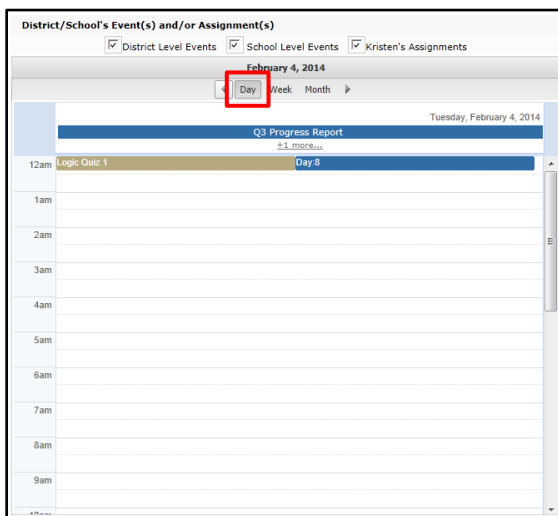 District/School's Event(s) and/or Assignment(s)
District Level Events School Level Events Kristen's Assignments
February 4, 2014
Day Week Month
Tuesday, February 4, 2014
Q3 Progress Report
+1 more...
12am Logic Quiz 1 Day:8
1am
2am
3am
4am
5am
6am
7am
8am
9am